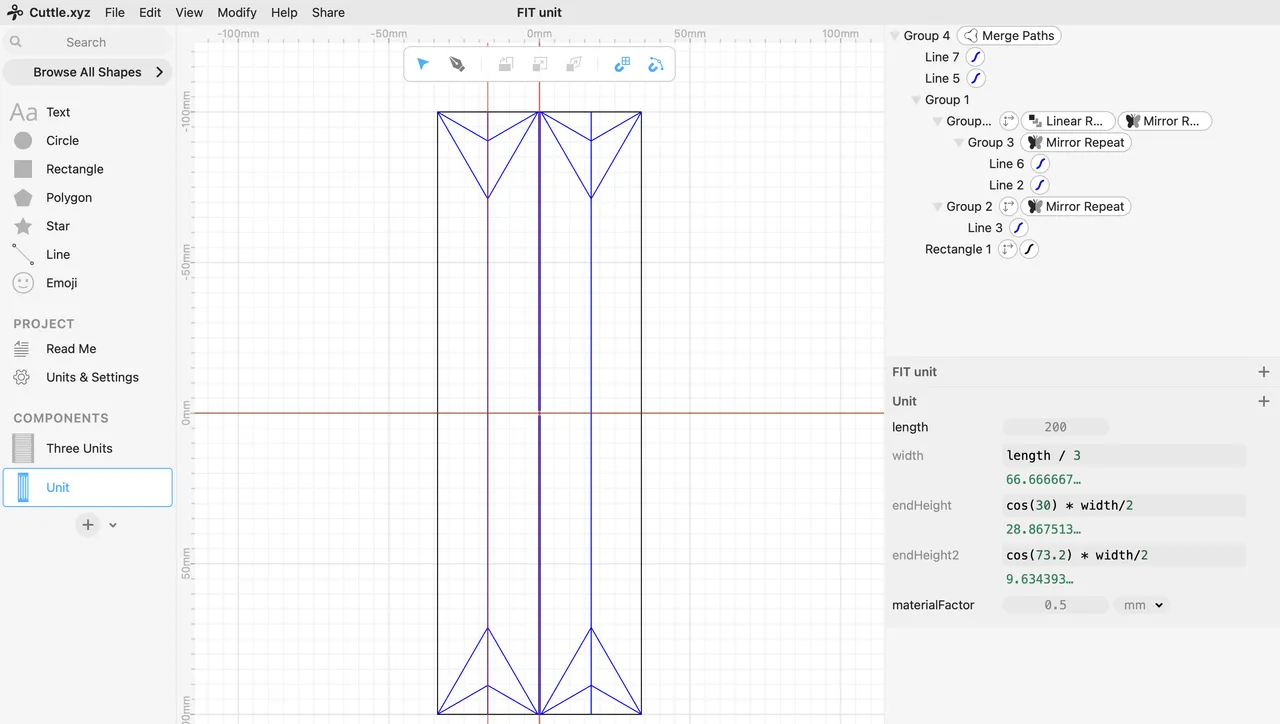 Cuttle.xyz File Edit View Modify Help Share FIT unit
Search
Browse All Shapes
Aa Text
Circle
Rectangle
Polygon
Star
Line
Emoji
PROJECT
Read Me
Units & Settings
COMPONENTS
Three Units
Unit
-100mm -50mm 0mm 50mm 100mm
-100mm
-50mm
0mm
50mm
Group 4 Merge Paths
Line 7
Line 5
Group 1
Group... Linear R... Mirror R...
Group 3 Mirror Repeat
Line 6
Line 2
Group 2 Mirror Repeat
Line 3
Rectangle 1
FIT unit
Unit
length 200
width length / 3
66.666667…
endHeight cos(30) * width/2
28.867513…
endHeight2 cos(73.2) * width/2
9.634393…
materialFactor 0.5 mm